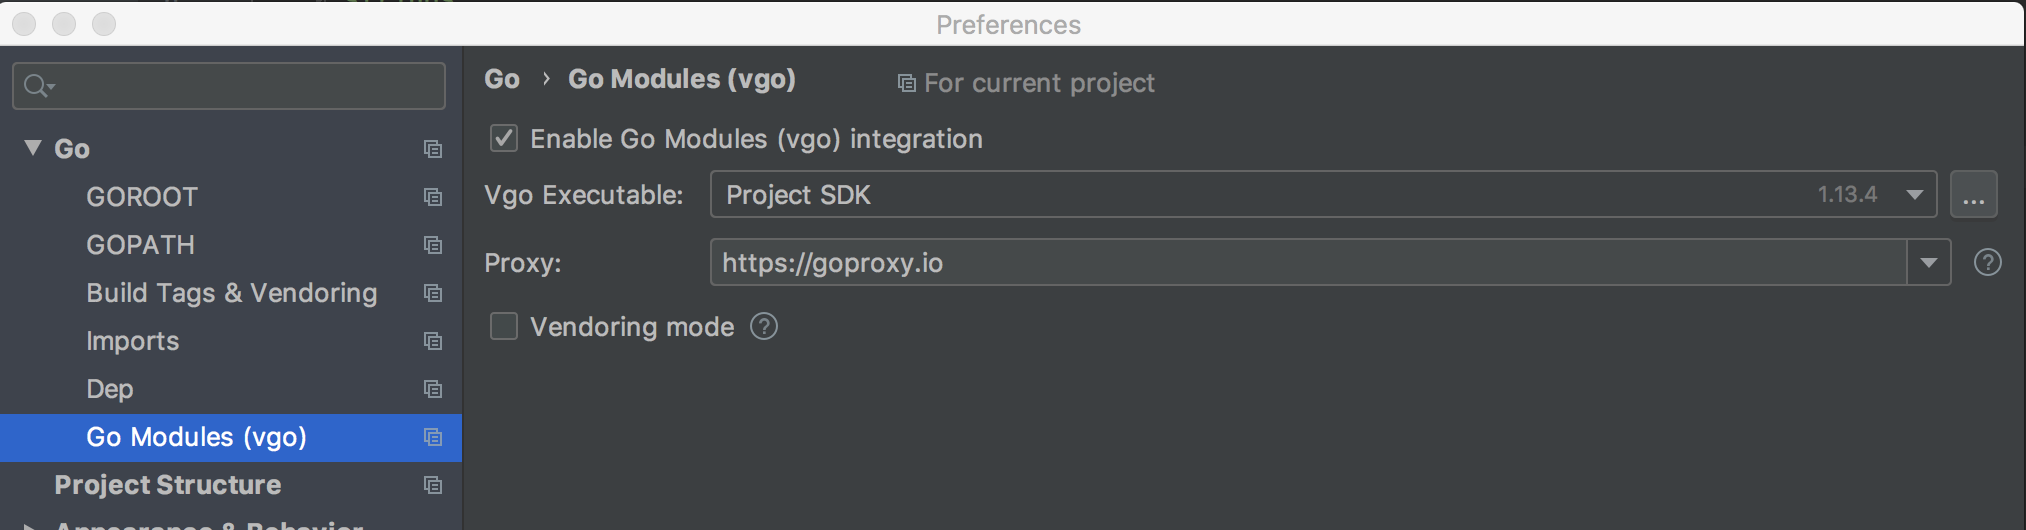 Preferences
Go › Go Modules (vgo) For current project
Enable Go Modules (vgo) integration
Vgo Executable: Project SDK 1.13.4 ...
Proxy: https://goproxy.io ?
Vendoring mode ?
Go
GOROOT
GOPATH
Build Tags & Vendoring
Imports
Dep
Go Modules (vgo)
Project Structure
Appearance & Behavior